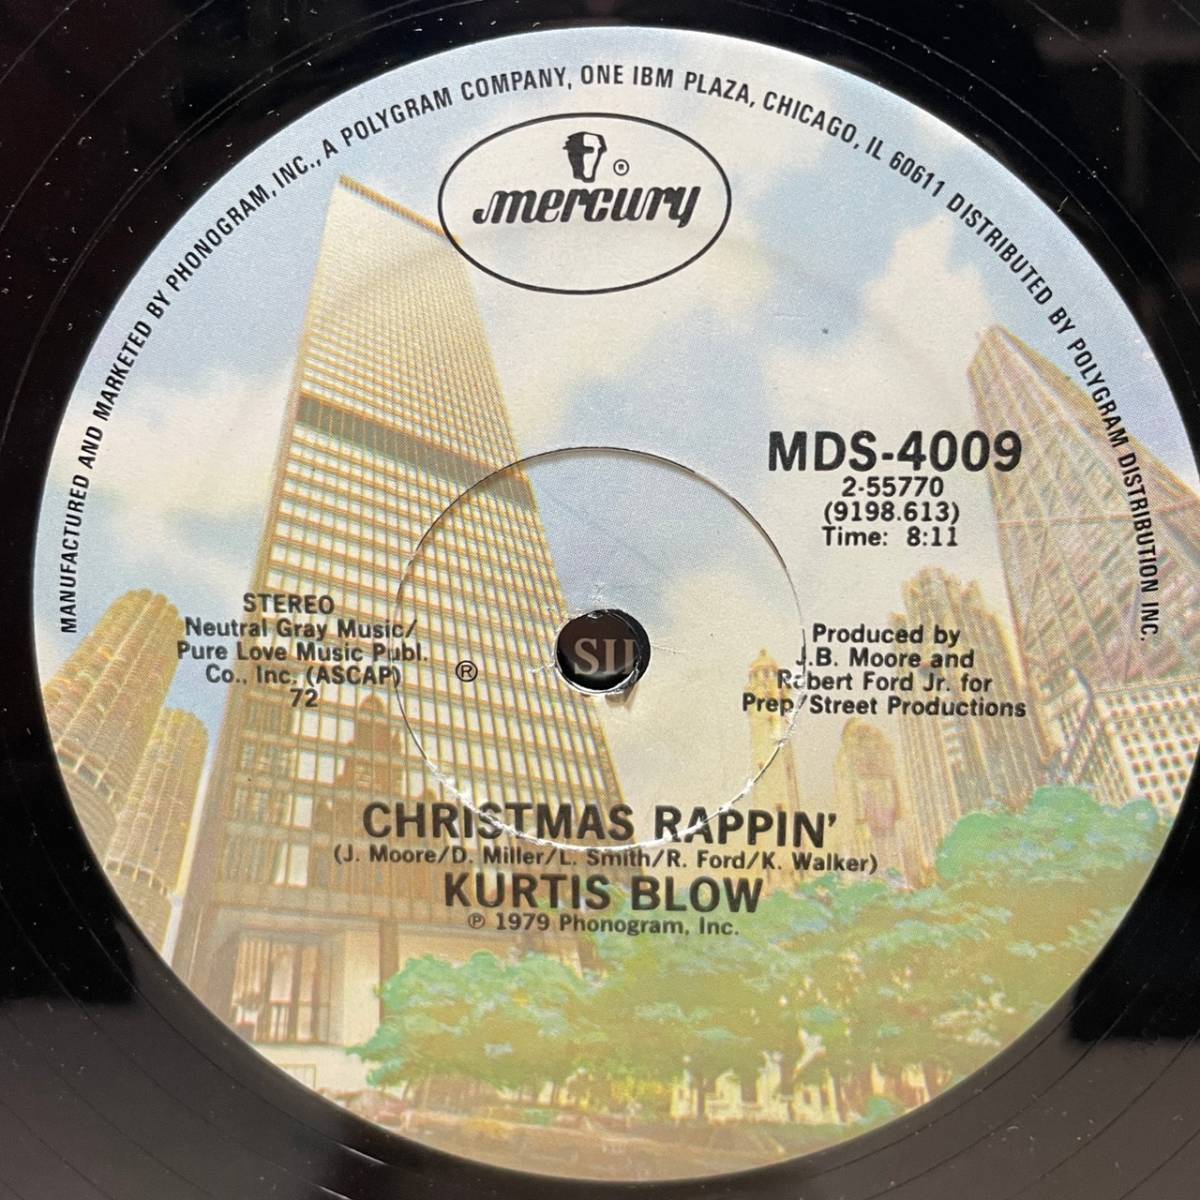 MANUFACTURED AND MARKETED BY PHONOGRAM, INC., A POLYGRAM COMPANY, ONE IBM PLAZA, CHICAGO, IL 60611 DISTRIBUTED BY POLYGRAM DISTRIBUTION INC.
®
mercury
MDS-4009
2-55770
(9198.613)
Time: 8:11
STEREO
Neutral Gray Music/
Pure Love Music Publ.
Co., Inc. (ASCAP)
72
®
SU
Produced by
J.B. Moore and
Robert Ford Jr. for
Prep/Street Productions
CHRISTMAS RAPPIN'
(J. Moore/D. Miller/L. Smith/R. Ford/K. Walker)
KURTIS BLOW
℗ 1979 Phonogram, Inc.